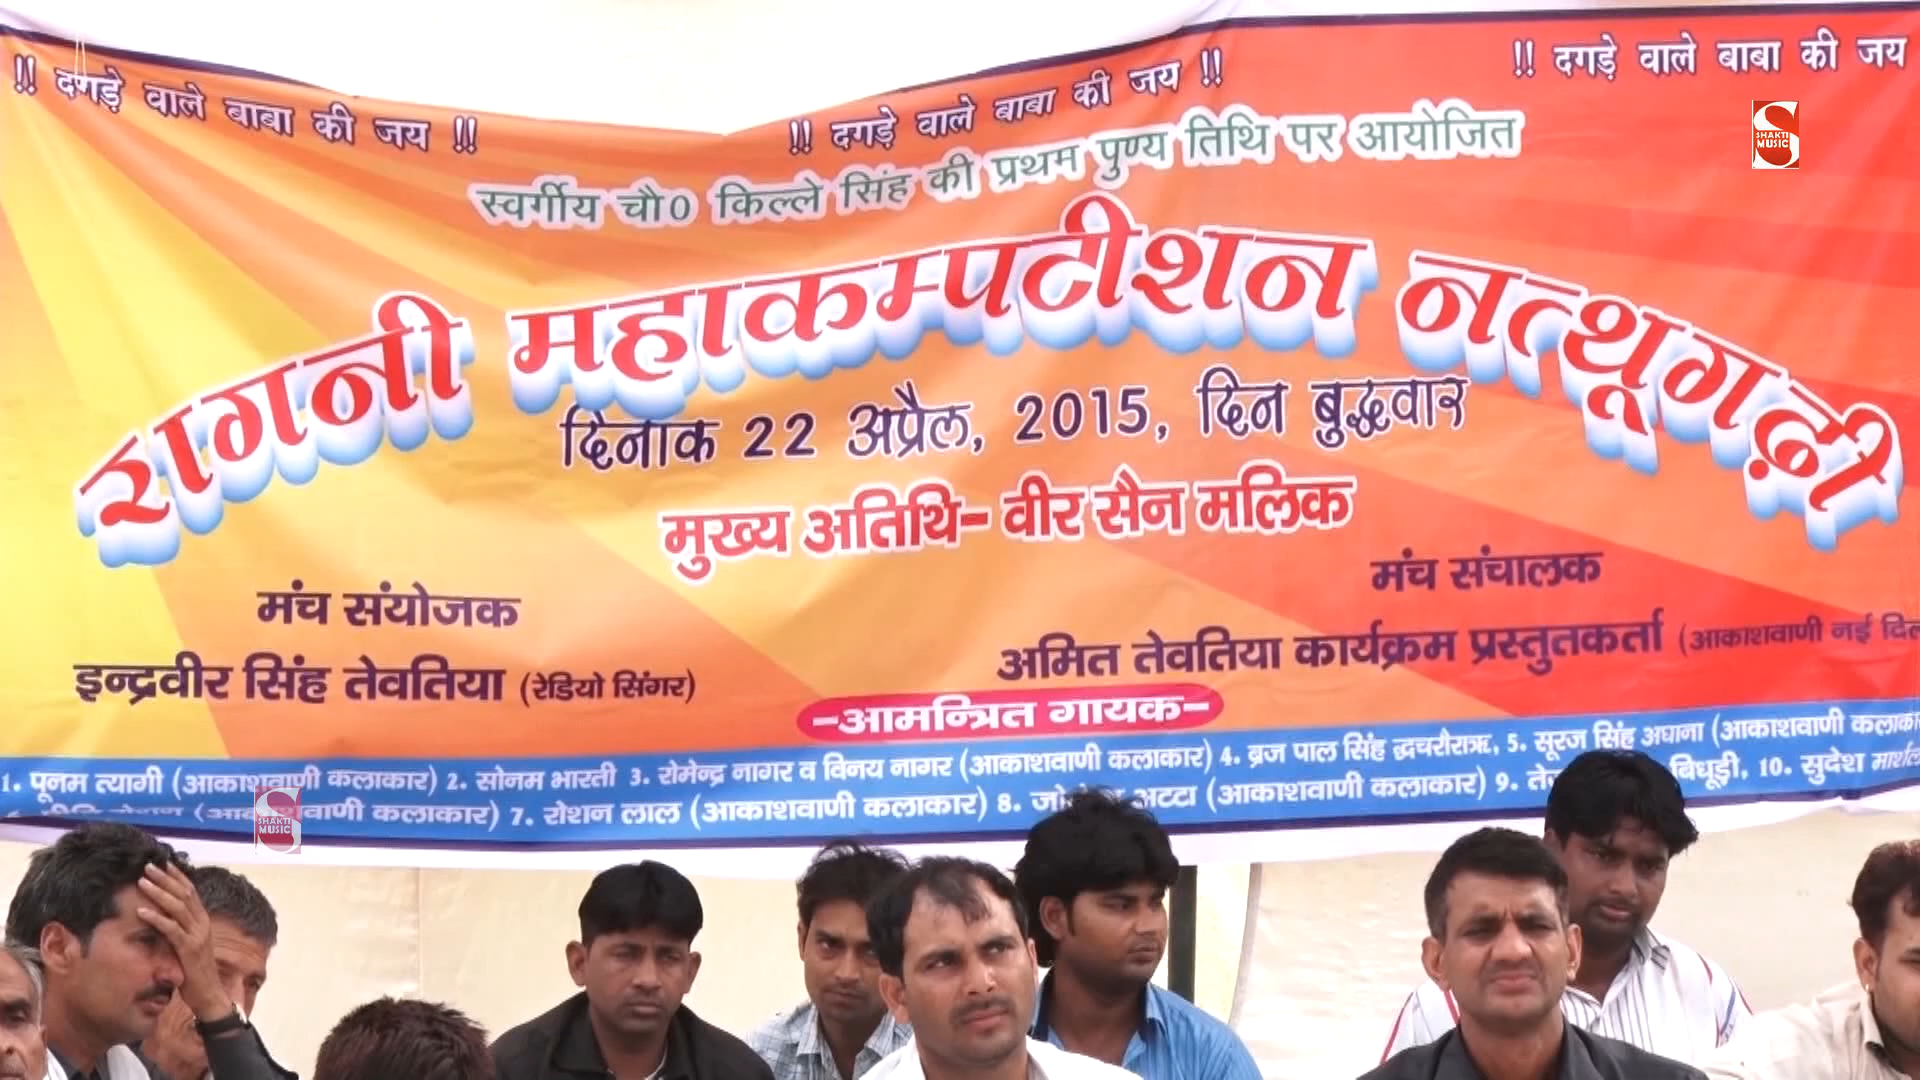 !! दगड़े वाले बाबा की जय !!
!! दगड़े वाले बाबा की जय !!
!! दगड़े वाले बाबा की जय
SHAKTI MUSIC
स्वर्गीय चौ0 किल्ले सिंह की प्रथम पुण्य तिथि पर आयोजित
रागनी महाकम्पटीशन नत्थूगढ़ी
दिनाक 22 अप्रैल, 2015, दिन बुद्धवार
मुख्य अतिथि- वीर सैन मलिक
मंच संयोजक
इन्द्रवीर सिंह तेवतिया (रेडियो सिंगर)
मंच संचालक
अमित तेवतिया कार्यक्रम प्रस्तुतकर्ता (आकाशवाणी नई
-आमन्त्रित गायक-
1. पूनम त्यागी (आकाशवाणी कलाकार) 2. सोनम भारती 3. रोमेन्द्र नागर व विनय नागर (आकाशवाणी कलाकार) 4. ब्रज पाल सिंह 5. सूरज सिंह अघाना (आकाशवाणी
कलाकार) 7. रोशन लाल (आकाशवाणी कलाकार) 8. (आकाशवाणी कलाकार) 9. बिधूड़ी, 10. सुदेश
SHAKTI MUSIC